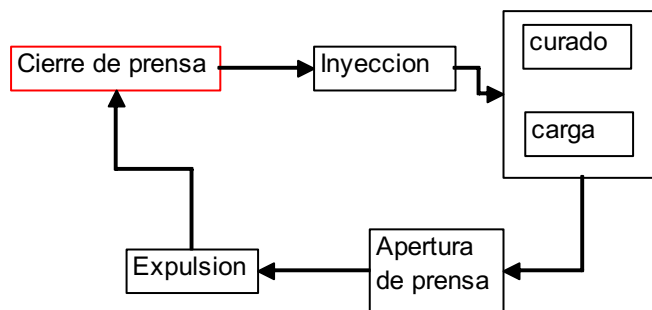 Cierre de prensa
Inyeccion
curado
carga
Apertura
de prensa
Expulsion